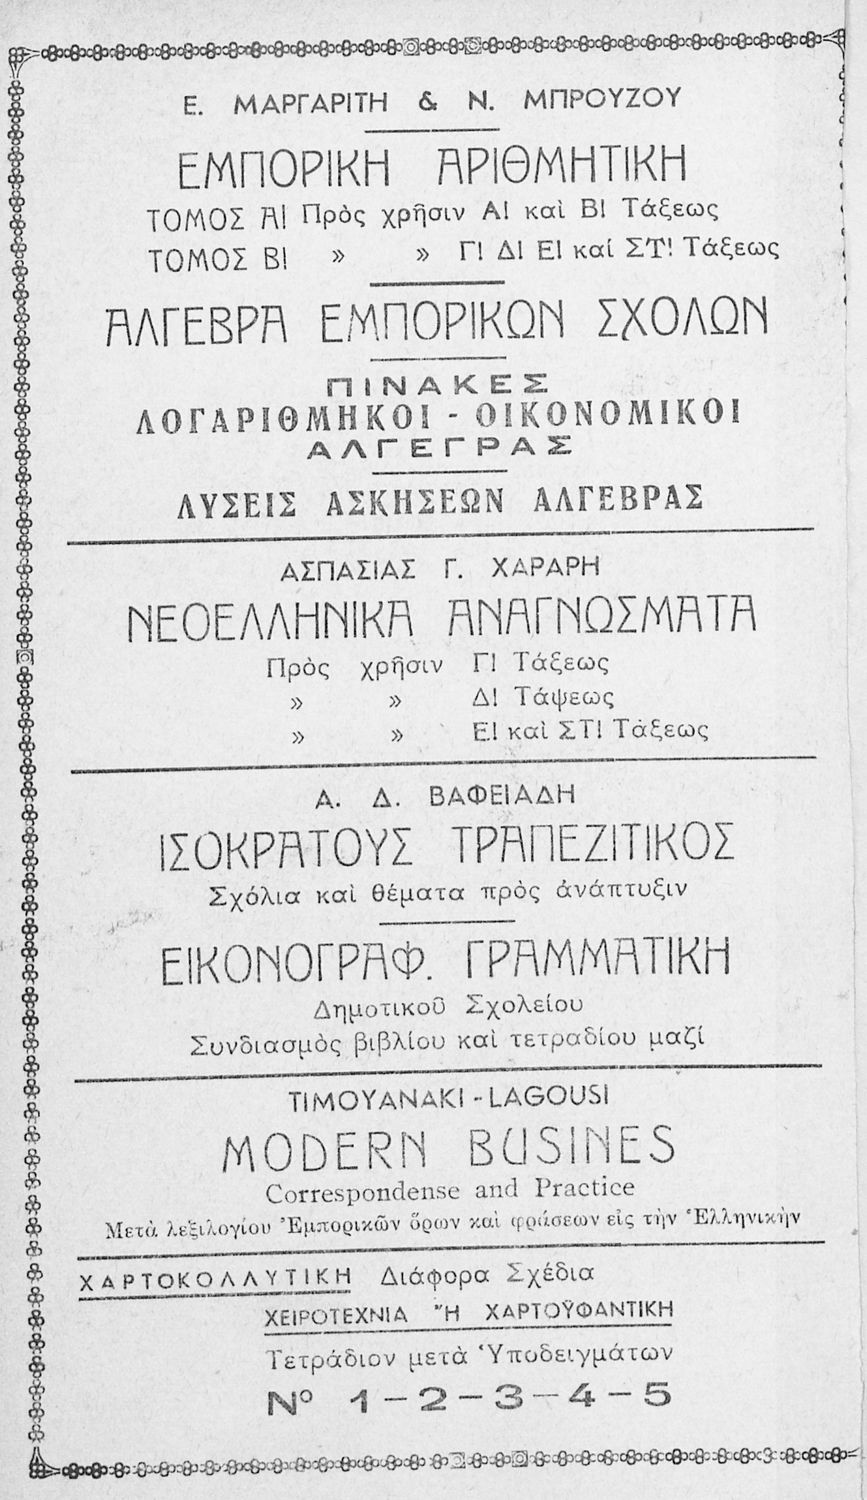 Ε. ΜΑΡΓΑΡΙΤΗ & Ν. ΜΠΡΟΥΖΟΥ
ΕΜΠΟΡΙΚΗ ΑΡΙΘΜΗΤΙΚΗ
ΤΟΜΟΣ Α! Πρὸς χρῆσιν Α! καὶ Β! Τάξεως
ΤΟΜΟΣ Β! » » Γ! Δ! Ε! καί ΣΤ! Τάξεως
ΑΛΓΕΒΡΑ ΕΜΠΟΡΙΚΩΝ ΣΧΟΛΩΝ
ΠΙΝΑΚΕΣ
ΛΟΓΑΡΙΘΜΗΚΟΙ - ΟΙΚΟΝΟΜΙΚΟΙ
ΑΛΓΕΓΡΑΣ
ΛΥΣΕΙΣ ΑΣΚΗΣΕΩΝ ΑΛΓΕΒΡΑΣ
ΑΣΠΑΣΙΑΣ Γ. ΧΑΡΑΡΗ
ΝΕΟΕΛΛΗΝΙΚΑ ΑΝΑΓΝΩΣΜΑΤΑ
Πρὸς χρῆσιν Γ! Τάξεως
» » Δ! Τάψεως
» » Ε! καὶ ΣΤ! Τάξεως
Α. Δ. ΒΑΦΕΙΑΔΗ
ΙΣΟΚΡΑΤΟΥΣ ΤΡΑΠΕΖΙΤΙΚΟΣ
Σχόλια καὶ θέματα πρὸς ἀνάπτυξιν
ΕΙΚΟΝΟΓΡΑΦ. ΓΡΑΜΜΑΤΙΚΗ
Δημοτικοῦ Σχολείου
Συνδιασμὸς βιβλίου καὶ τετραδίου μαζί
ΤΙΜΟΥΑΝΑΚΙ - LAGOUSI
MODERN BUSINES
Correspondense and Practice
Μετὰ λεξιλογίου Ἐμπορικῶν ὅρων καὶ φράσεων εἰς τὴν Ἑλληνικὴν
ΧΑΡΤΟΚΟΛΛΥΤΙΚΗ Διάφορα Σχέδια
ΧΕΙΡΟΤΕΧΝΙΑ Ἢ ΧΑΡΤΟΫΦΑΝΤΙΚΗ
Τετράδιον μετὰ Ὑποδειγμάτων
Νο 1 — 2 — 3 — 4 — 5